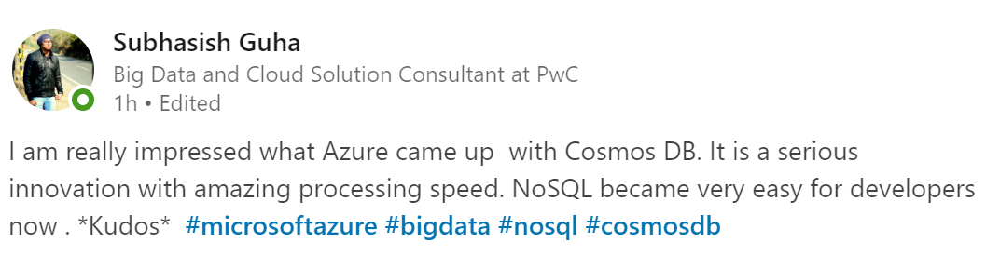 Subhasish Guha
Big Data and Cloud Solution Consultant at PwC
1h • Edited
I am really impressed what Azure came up  with Cosmos DB. It is a serious
innovation with amazing processing speed. NoSQL became very easy for developers
now . *Kudos*  #microsoftazure #bigdata #nosql #cosmosdb